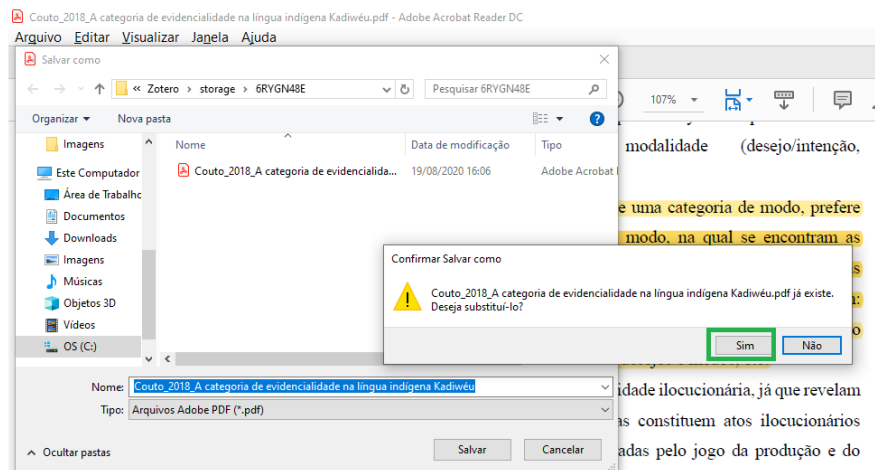 Couto_2018_A categoria de evidencialidade na língua indígena Kadiwéu.pdf - Adobe Acrobat Reader DC
Arquivo Editar Visualizar Janela Ajuda
Salvar como
« Zotero > storage > 6RYGN48E
Pesquisar 6RYGN48E
107%
Organizar
Nova pasta
?
Imagens
Nome
Data de modificação
Tipo
Este Computador
Couto_2018_A categoria de evidencialida...
19/08/2020 16:06
Adobe Acrobat
Área de Trabalho
Documentos
Downloads
Imagens
Músicas
Objetos 3D
Vídeos
OS (C:)
modalidade (desejo/intenção,
e uma categoria de modo, prefere
modo, na qual se encontram as
Confirmar Salvar como
Couto_2018_A categoria de evidencialidade na língua indígena Kadiwéu.pdf já existe.
Deseja substituí-lo?
Sim
Não
Nome:
Couto_2018_A categoria de evidencialidade na língua indígena Kadiwéu
Tipo:
Arquivos Adobe PDF (*.pdf)
idade ilocucionária, já que revelam
as constituem atos ilocucionários
adas pelo jogo da produção e do
Ocultar pastas
Salvar
Cancelar